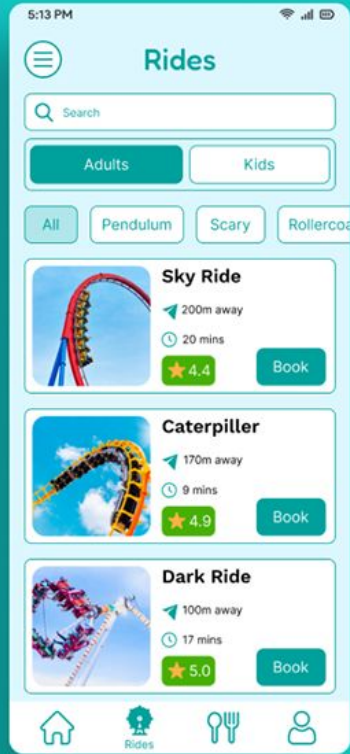 5:13 PM
Rides
Search
Adults Kids
All Pendulum Scary Rollercoa
Sky Ride
200m away
20 mins
4.4 Book
Caterpiller
170m away
9 mins
4.9 Book
Dark Ride
100m away
17 mins
5.0 Book
Rides